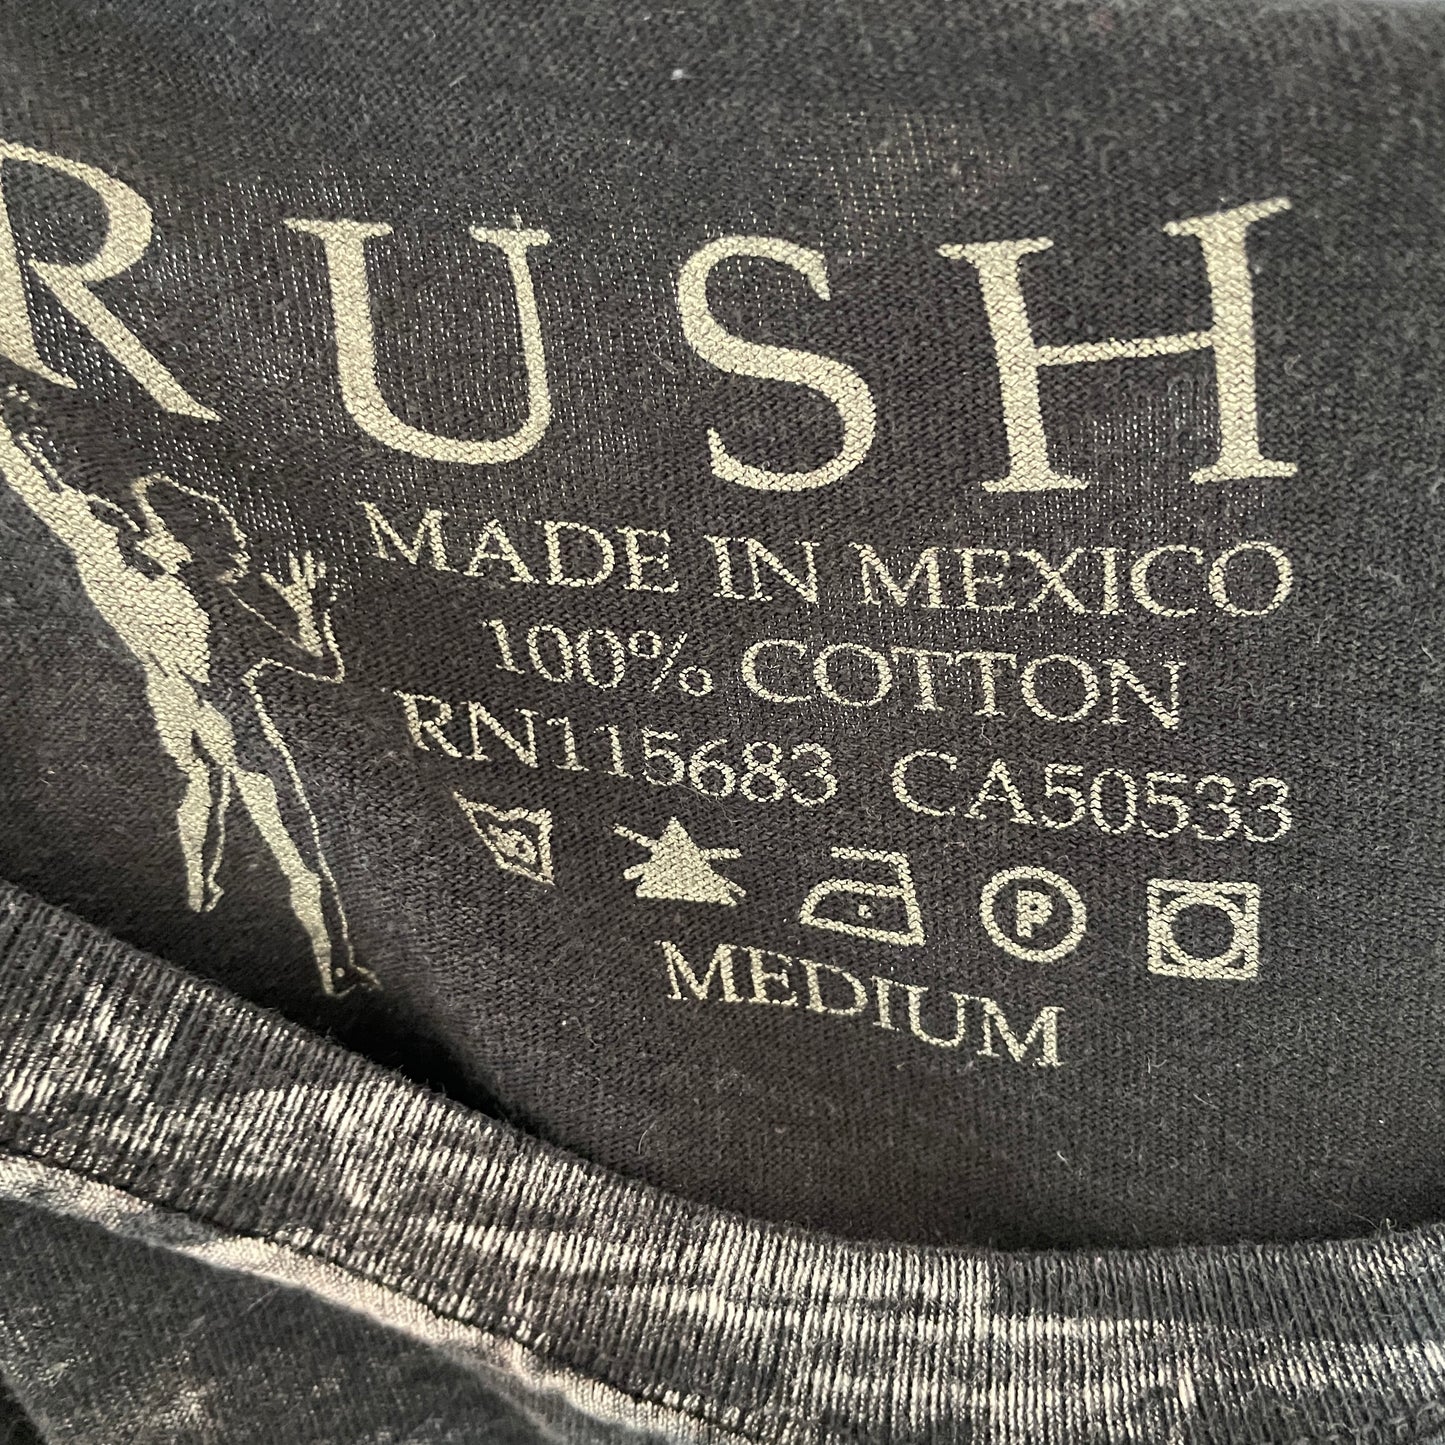 RUSH
MADE IN MEXICO
100% COTTON
RN115683 CA50533
P
MEDIUM